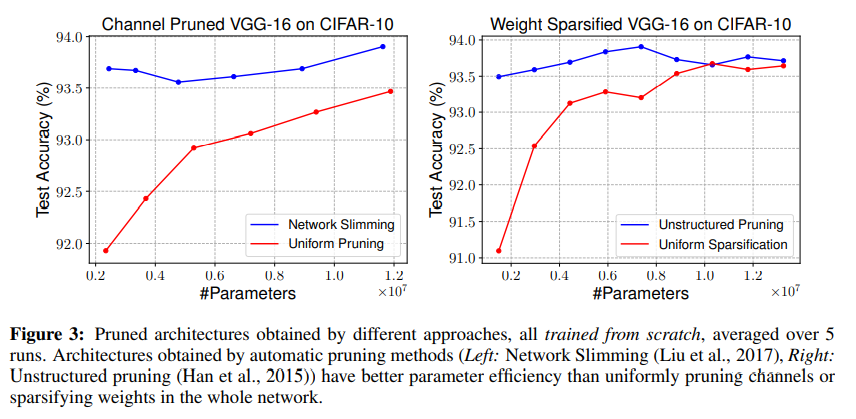 Channel Pruned VGG-16 on CIFAR-10
94.0
93.5
93.0
92.5
92.0
Test Accuracy (%)
Network Slimming
Uniform Pruning
0.2 0.4 0.6 0.8 1.0 1.2
×10⁷
#Parameters
Weight Sparsified VGG-16 on CIFAR-10
94.0
93.5
93.0
92.5
92.0
91.5
91.0
Test Accuracy (%)
Unstructured Pruning
Uniform Sparsification
0.2 0.4 0.6 0.8 1.0 1.2
×10⁷
#Parameters
Figure 3: Pruned architectures obtained by different approaches, all trained from scratch, averaged over 5
runs. Architectures obtained by automatic pruning methods (Left: Network Slimming (Liu et al., 2017), Right:
Unstructured pruning (Han et al., 2015)) have better parameter efficiency than uniformly pruning channels or
sparsifying weights in the whole network.